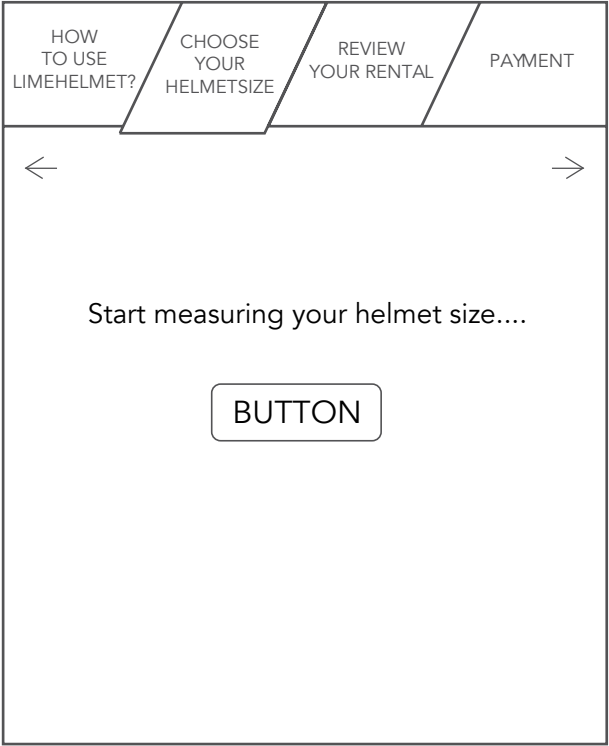 HOW
TO USE
LIMEHELMET?
CHOOSE
YOUR
HELMETSIZE
REVIEW
YOUR RENTAL
PAYMENT
Start measuring your helmet size....
BUTTON